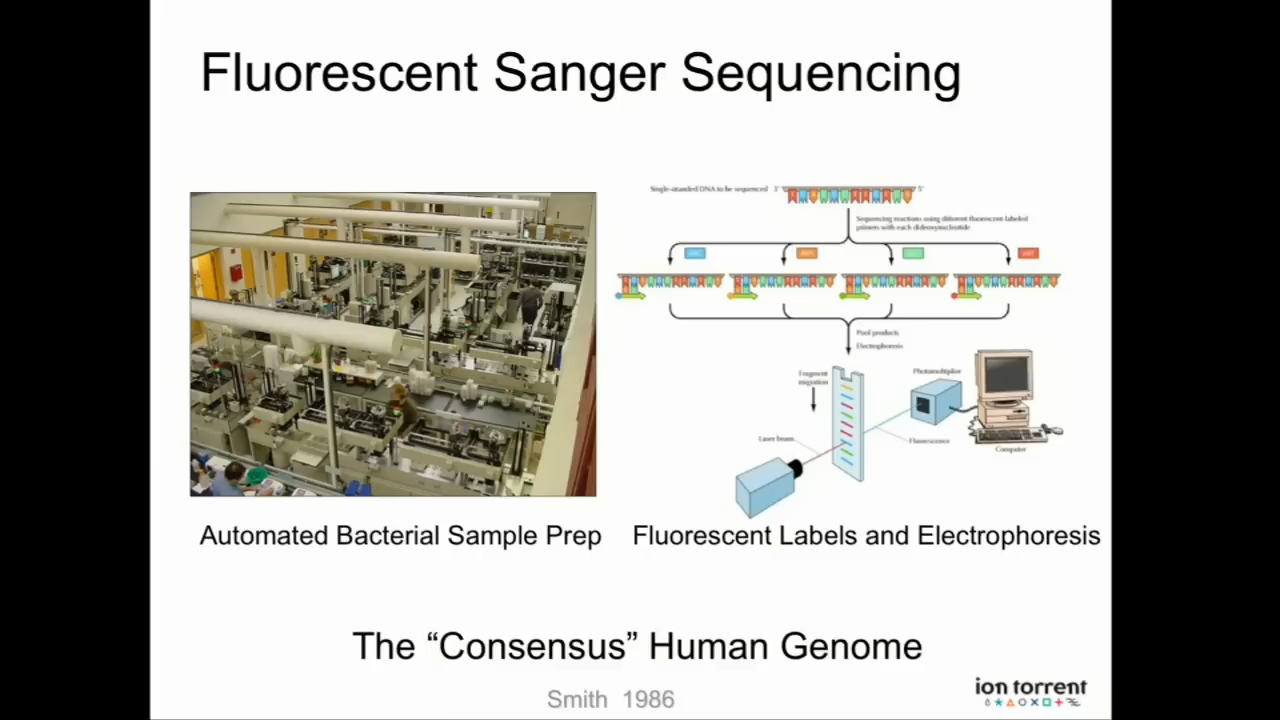 Fluorescent Sanger Sequencing
Single-stranded DNA to be sequenced 3' 5'
Sequencing reactions using different fluorescent-labeled
primers with each dideoxynucleotide
Pool products
Electrophoresis
Fragment
migration
Photomultiplier
Laser beam
Fluorescence
Computer
Automated Bacterial Sample Prep
Fluorescent Labels and Electrophoresis
The “Consensus” Human Genome
Smith 1986
ion torrent